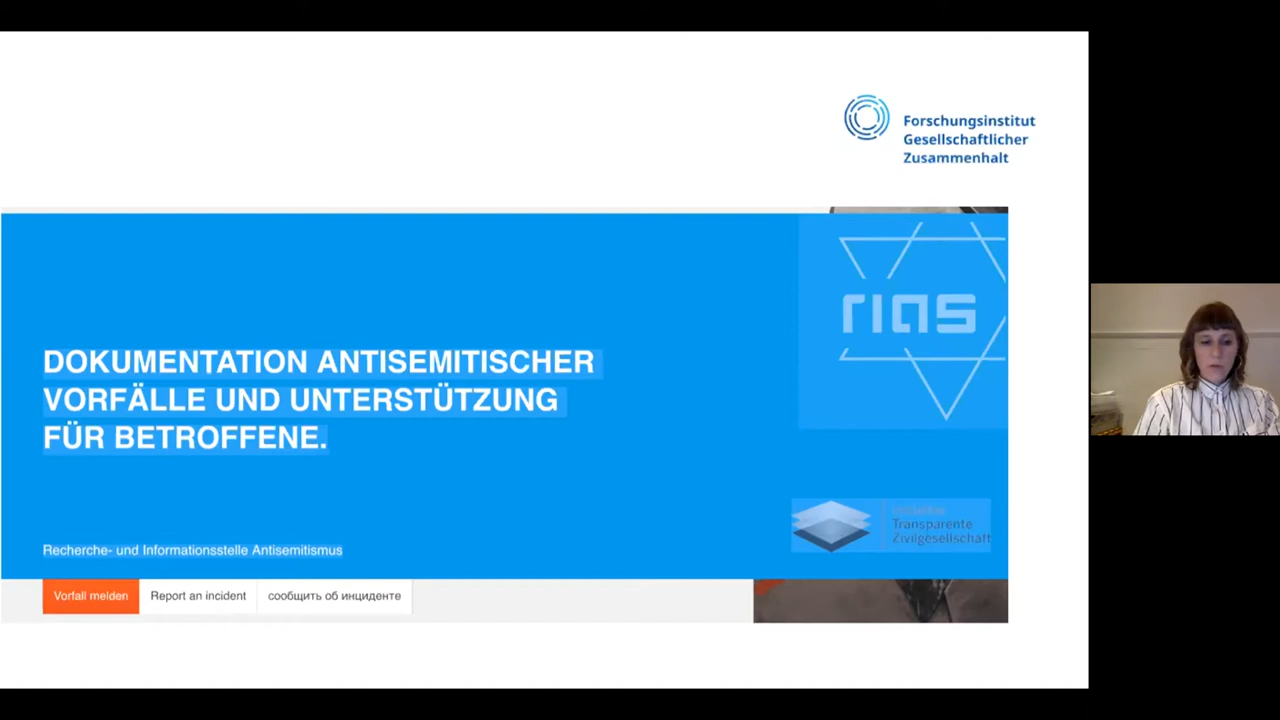 Forschungsinstitut
Gesellschaftlicher
Zusammenhalt
rias
DOKUMENTATION ANTISEMITISCHER
VORFÄLLE UND UNTERSTÜTZUNG
FÜR BETROFFENE.
Transparente
Zivilgesellschaft
Recherche- und Informationsstelle Antisemitismus
Vorfall melden
Report an incident
сообщить об инциденте